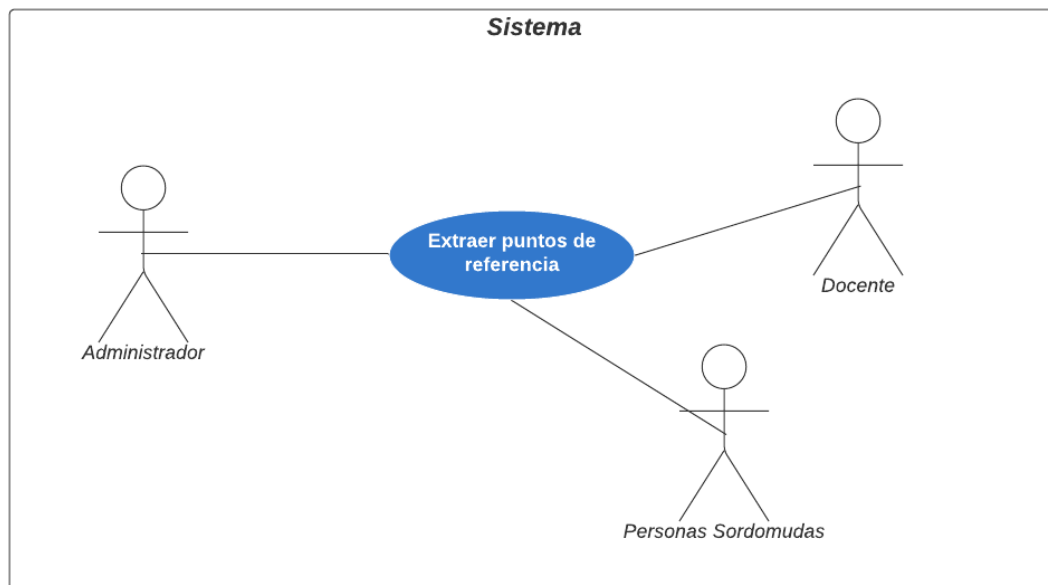 Sistema
Extraer puntos de
referencia
Docente
Administrador
Personas Sordomudas